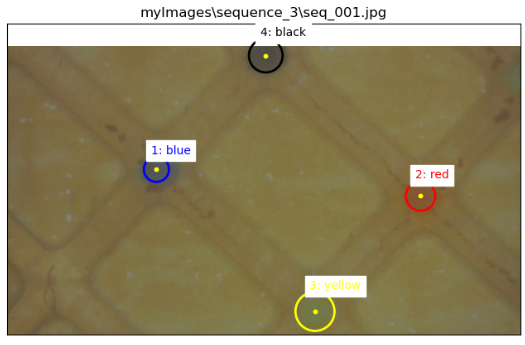 myImages\sequence_3\seq_001.jpg
4: black
1: blue
2: red
3: yellow